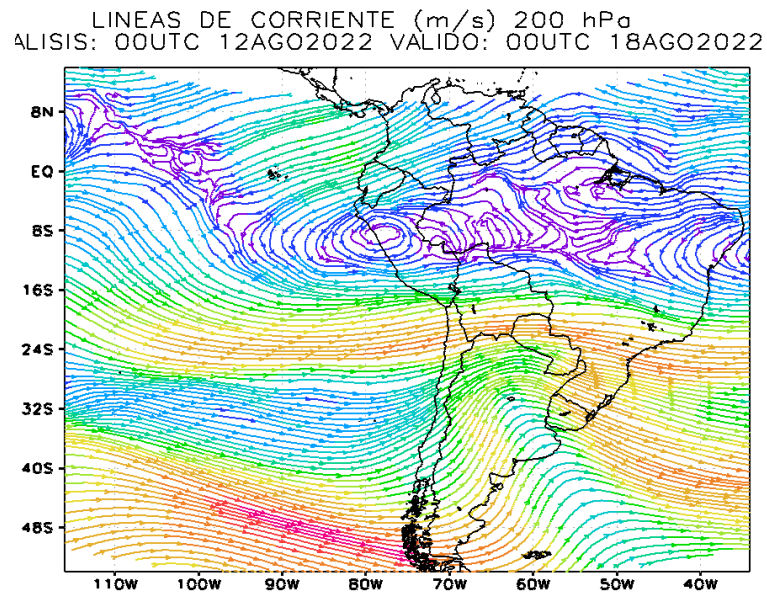 LINEAS DE CORRIENTE (m/s) 200 hPa
ALISIS: 00UTC 12AGO2022 VALIDO: 00UTC 18AGO2022
8N
EQ
8S
16S
24S
32S
40S
48S
110W 100W 90W 80W 70W 60W 50W 40W